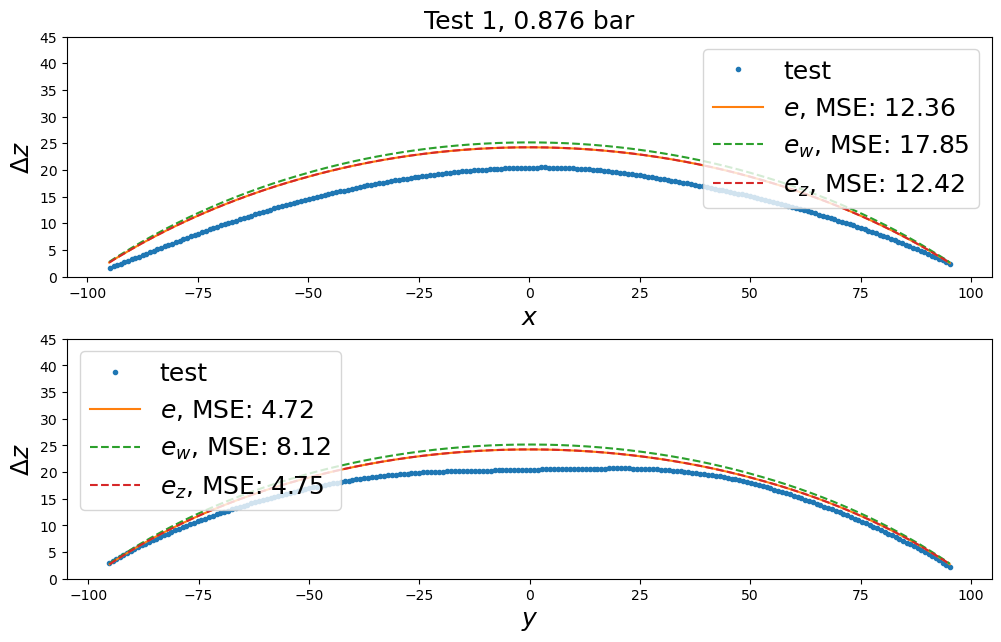 Test 1, 0.876 bar
45
40
35
30
25
20
15
10
5
0
Δz
test
e, MSE: 12.36
e_w, MSE: 17.85
e_z, MSE: 12.42
−100 −75 −50 −25 0 25 50 75 100
x
45
40
35
30
25
20
15
10
5
0
Δz
test
e, MSE: 4.72
e_w, MSE: 8.12
e_z, MSE: 4.75
−100 −75 −50 −25 0 25 50 75 100
y